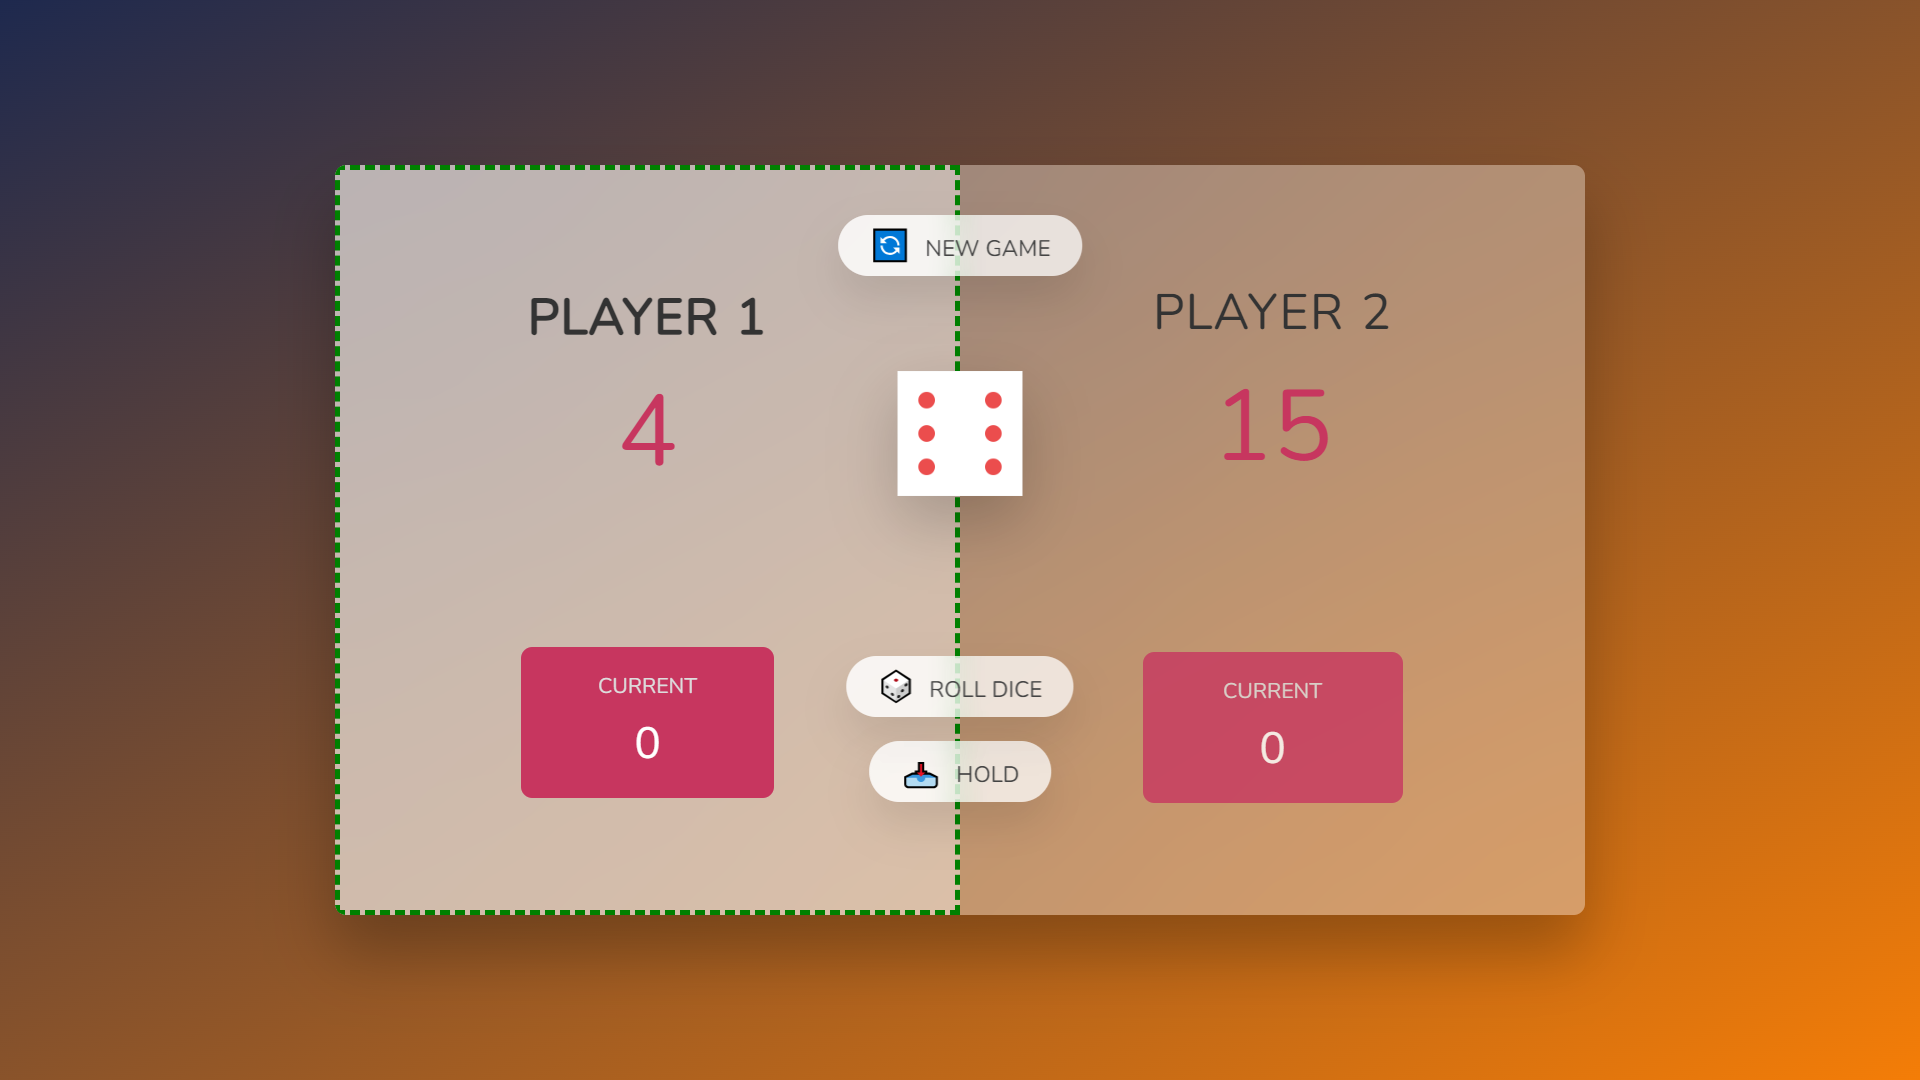 NEW GAME
PLAYER 1
4
CURRENT
0
PLAYER 2
15
CURRENT
0
ROLL DICE
HOLD